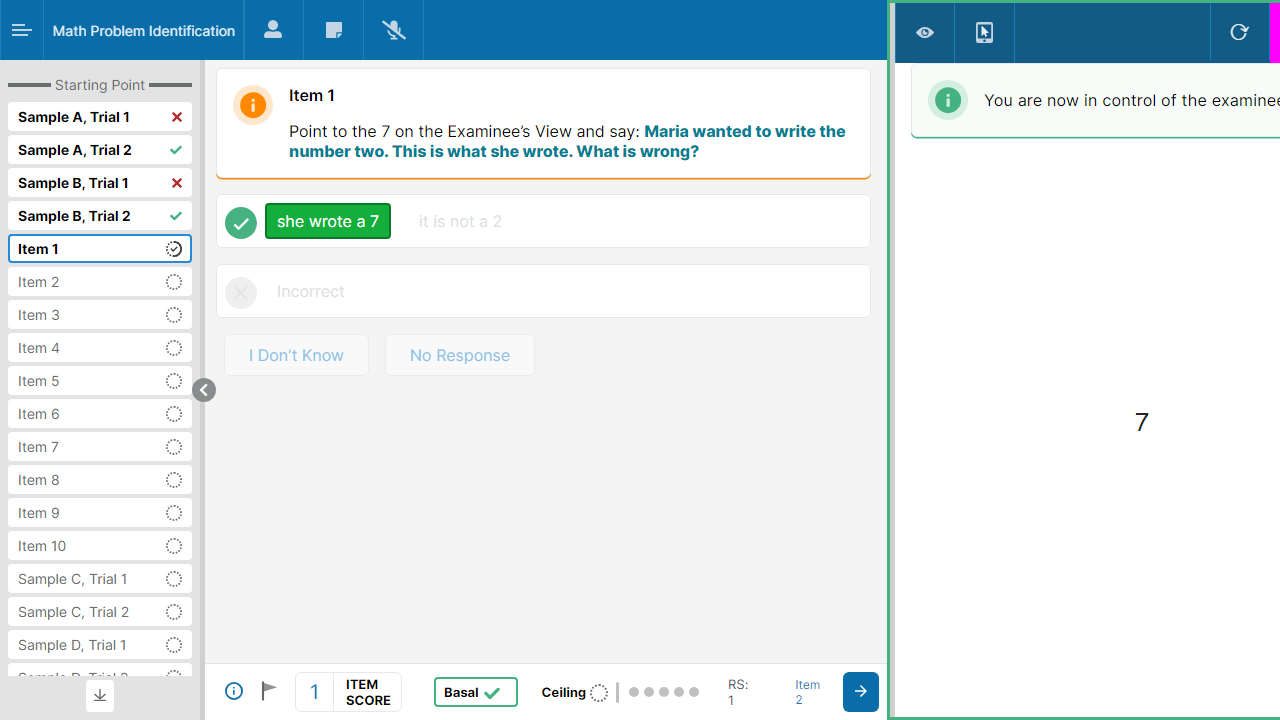 Math Problem Identification
Starting Point
Sample A, Trial 1
Sample A, Trial 2
Sample B, Trial 1
Sample B, Trial 2
Item 1
Item 2
Item 3
Item 4
Item 5
Item 6
Item 7
Item 8
Item 9
Item 10
Sample C, Trial 1
Sample C, Trial 2
Sample D, Trial 1
Sample D, Trial 2
Item 1
Point to the 7 on the Examinee’s View and say: Maria wanted to write the
number two. This is what she wrote. What is wrong?
she wrote a 7
it is not a 2
Incorrect
I Don’t Know
No Response
1
ITEM
SCORE
Basal
Ceiling
RS:
1
Item
2
You are now in control of the examinee
7